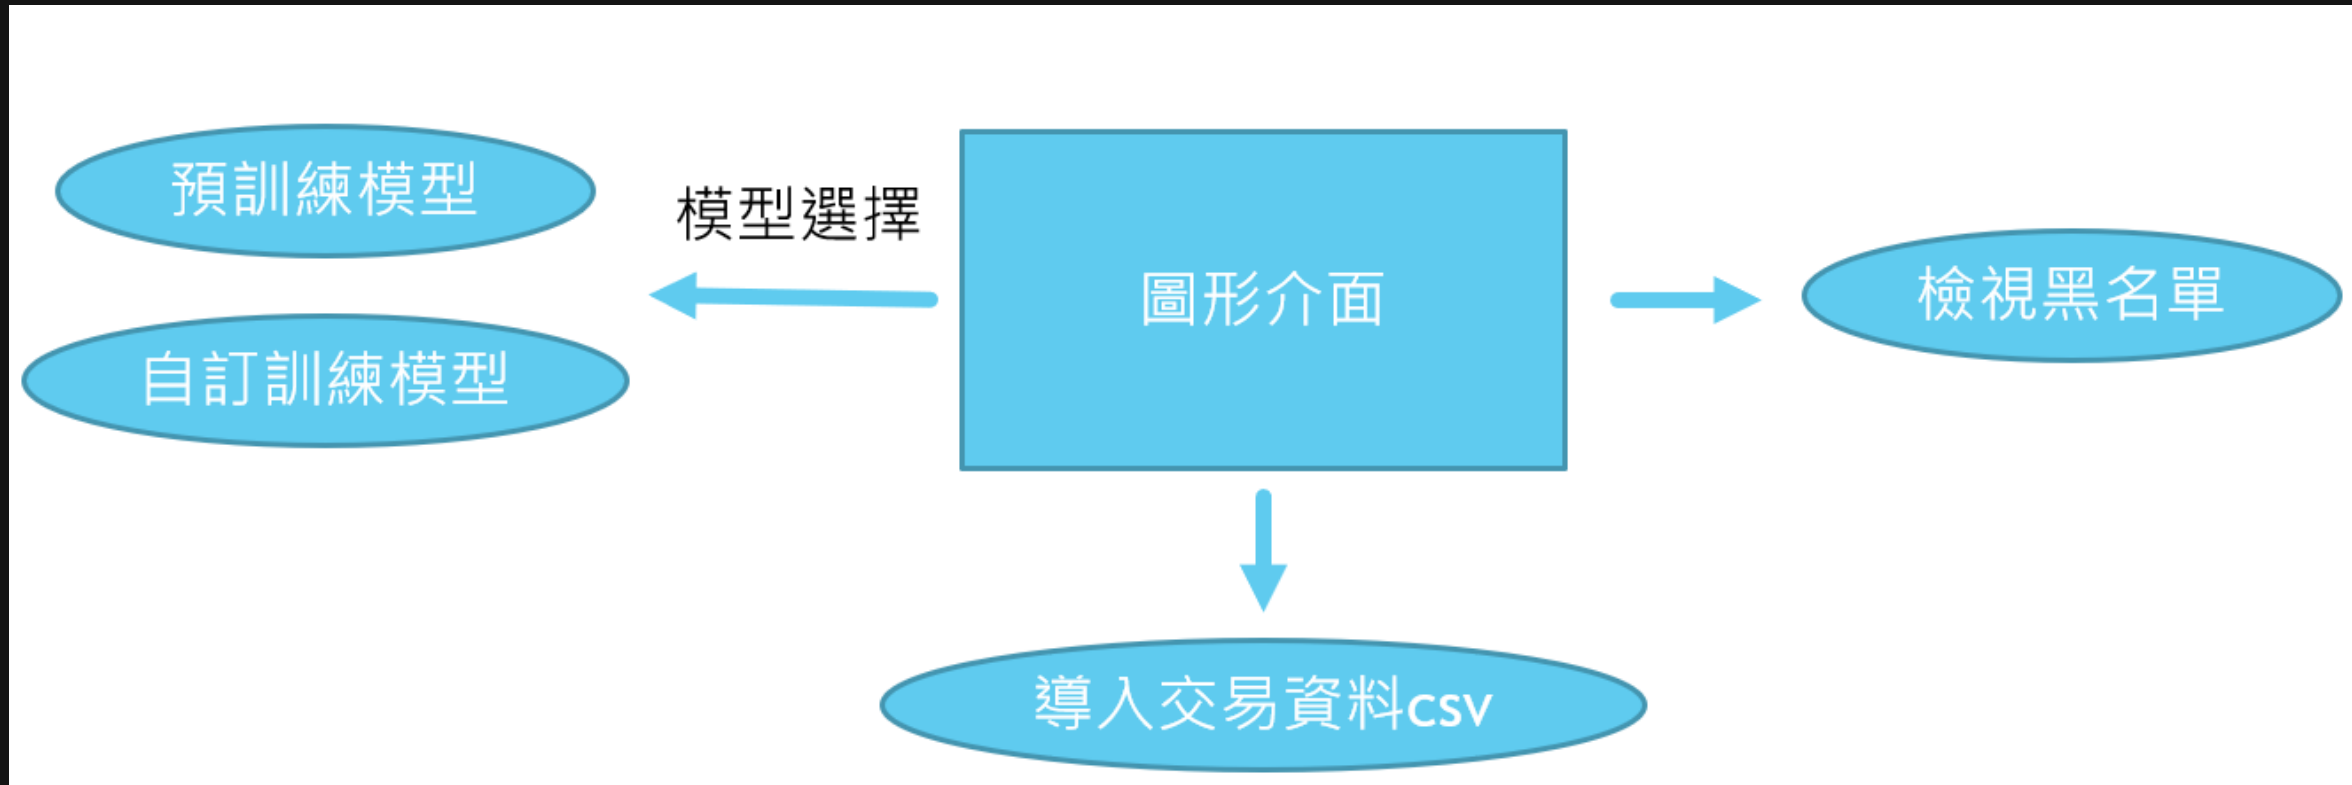 預訓練模型
自訂訓練模型
模型選擇
圖形介面
檢視黑名單
導入交易資料csv